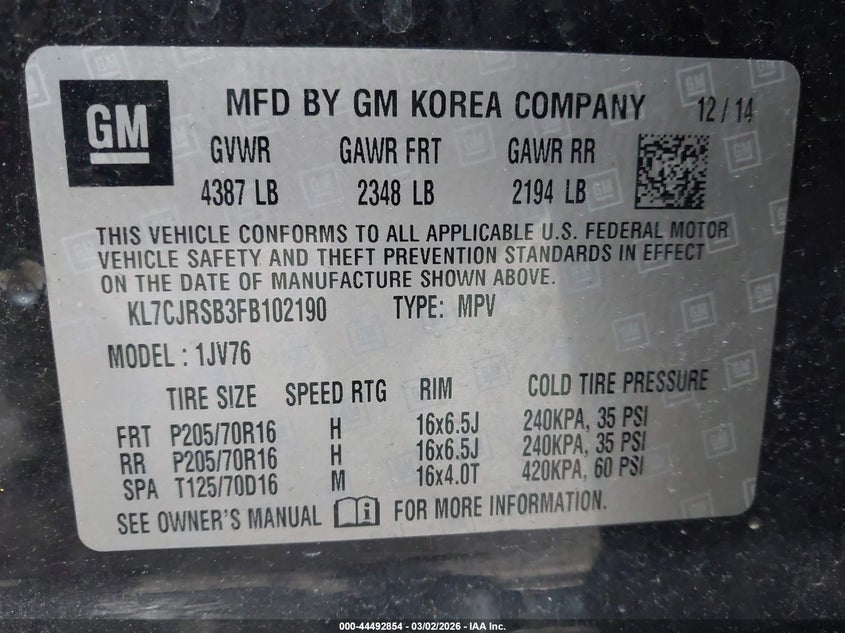 GM
MFD BY GM KOREA COMPANY 12/14
GVWR GAWR FRT GAWR RR
4387 LB 2348 LB 2194 LB
THIS VEHICLE CONFORMS TO ALL APPLICABLE U.S. FEDERAL MOTOR
VEHICLE SAFETY AND THEFT PREVENTION STANDARDS IN EFFECT
ON THE DATE OF MANUFACTURE SHOWN ABOVE.
KL7CJRSB3FB102190 TYPE: MPV
MODEL : 1JV76
TIRE SIZE SPEED RTG RIM COLD TIRE PRESSURE
FRT P205/70R16 H 16x6.5J 240KPA, 35 PSI
RR P205/70R16 H 16x6.5J 240KPA, 35 PSI
SPA T125/70D16 M 16x4.0T 420KPA, 60 PSI
SEE OWNER'S MANUAL i FOR MORE INFORMATION.
000-44492854 | 03/02/2026 - IAA Inc.